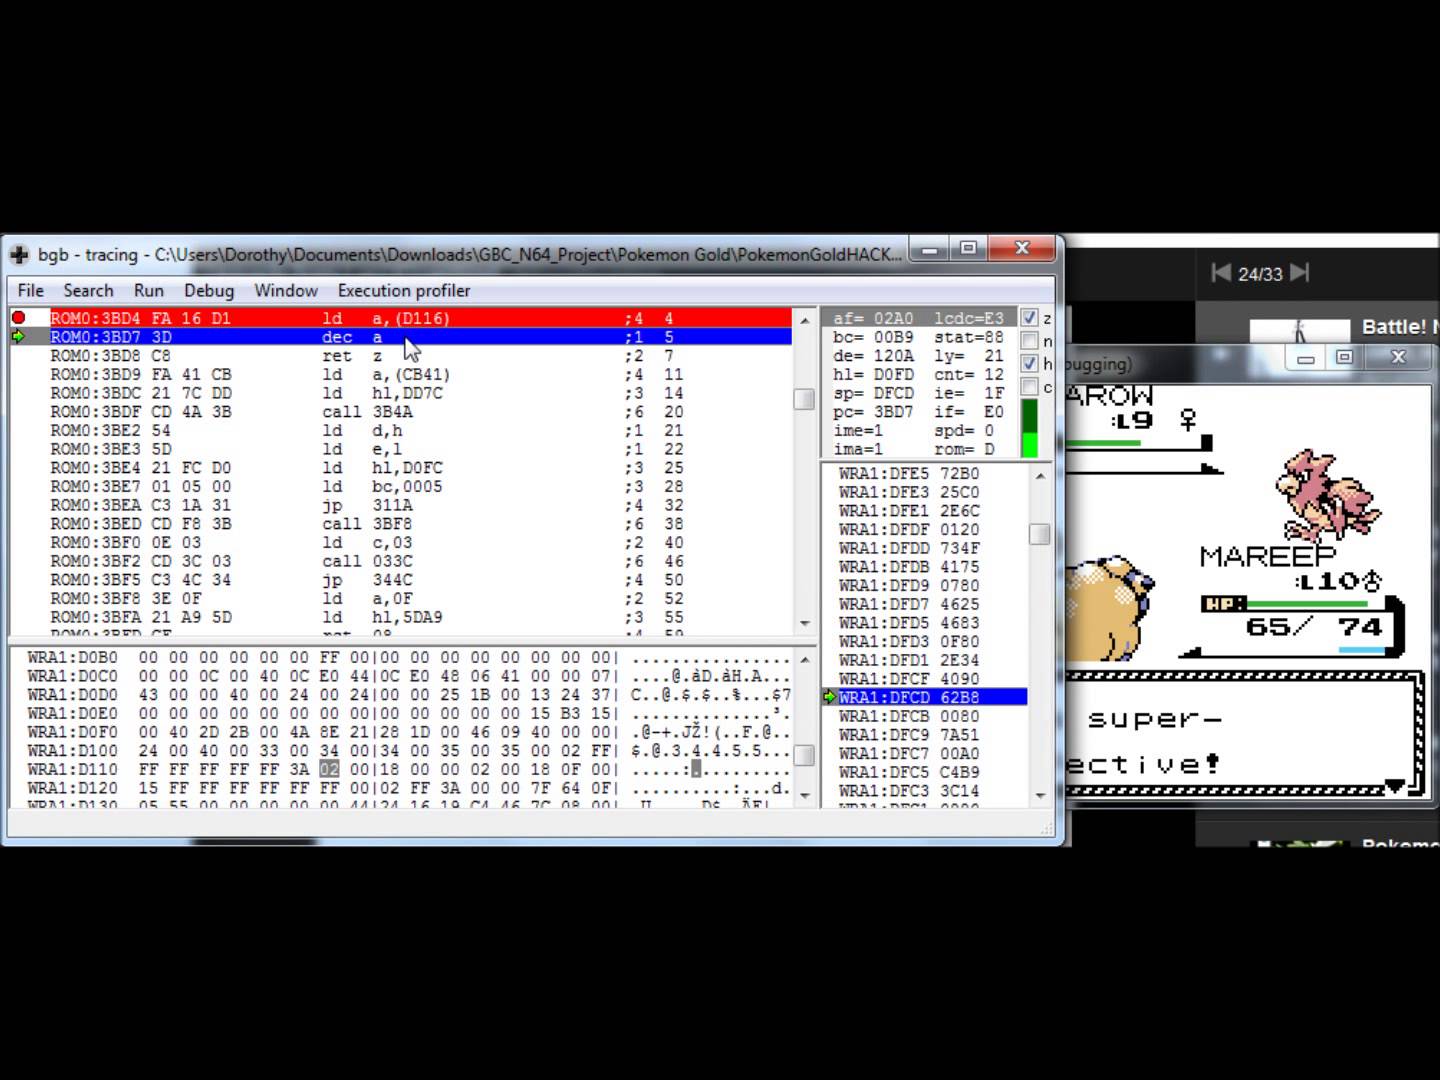 bgb - tracing - C:\Users\Dorothy\Documents\Downloads\GBC_N64_Project\Pokemon Gold\PokemonGoldHACK...
File Search Run Debug Window Execution profiler
ROM0:3BD4 FA 16 D1 ld a,(D116) ;4 4
ROM0:3BD7 3D dec a ;1 5
ROM0:3BD8 C8 ret z ;2 7
ROM0:3BD9 FA 41 CB ld a,(CB41) ;4 11
ROM0:3BDC 21 7C DD ld hl,DD7C ;3 14
ROM0:3BDF CD 4A 3B call 3B4A ;6 20
ROM0:3BE2 54 ld d,h ;1 21
ROM0:3BE3 5D ld e,l ;1 22
ROM0:3BE4 21 FC D0 ld hl,D0FC ;3 25
ROM0:3BE7 01 05 00 ld bc,0005 ;3 28
ROM0:3BEA C3 1A 31 jp 311A ;4 32
ROM0:3BED CD F8 3B call 3BF8 ;6 38
ROM0:3BF0 0E 03 ld c,03 ;2 40
ROM0:3BF2 CD 3C 03 call 033C ;6 46
ROM0:3BF5 C3 4C 34 jp 344C ;4 50
ROM0:3BF8 3E 0F ld a,0F ;2 52
ROM0:3BFA 21 A9 5D ld hl,5DA9 ;3 55
af= 02A0 lcdc=E3 z
bc= 00B9 stat=88 n
de= 120A ly= 21 h
hl= D0FD cnt= 12 c
sp= DFCD ie= 1F
pc= 3BD7 if= E0
ime=1 spd= 0
ima=1 rom= D
WRA1:DFE5 72B0
WRA1:DFE3 25C0
WRA1:DFE1 2E6C
WRA1:DFDF 0120
WRA1:DFDD 734F
WRA1:DFDB 4175
WRA1:DFD9 0780
WRA1:DFD7 4625
WRA1:DFD5 4683
WRA1:DFD3 0F80
WRA1:DFD1 2E34
WRA1:DFCF 4090
WRA1:DFCD 62B8
WRA1:DFCB 0080
WRA1:DFC9 7A51
WRA1:DFC7 00A0
WRA1:DFC5 C4B9
WRA1:DFC3 3C14
WRA1:D0B0 00 00 00 00 00 00 FF 00|00 00 00 00 00 00 00 00| ................
WRA1:D0C0 00 00 0C 00 40 0C E0 44|0C E0 48 06 41 00 00 07| ....@.àD.àH.A...
WRA1:D0D0 43 00 00 40 00 24 00 24|00 00 25 1B 00 13 24 37| C..@.$.$..%...$7
WRA1:D0E0 00 00 00 00 00 00 00 00|00 00 00 00 00 15 B3 15| ..............³.
WRA1:D0F0 00 40 2D 2B 00 4A 8E 21|28 1D 00 46 09 40 00 00| .@-+.JŽ!(..F.@..
WRA1:D100 24 00 40 00 33 00 34 00|34 00 35 00 35 00 02 FF| $.@.3.4.4.5.5...
WRA1:D110 FF FF FF FF FF 3A 02 00|18 00 00 02 00 18 0F 00| .....:..........
WRA1:D120 15 FF FF FF FF FF FF 00|02 FF 3A 00 00 7F 64 0F| ..........:...d.
24/33
Battle!
ugging)
AROW
:L9 ♀
MAREEP
:L10♂
HP:
65/ 74
super-
ective!